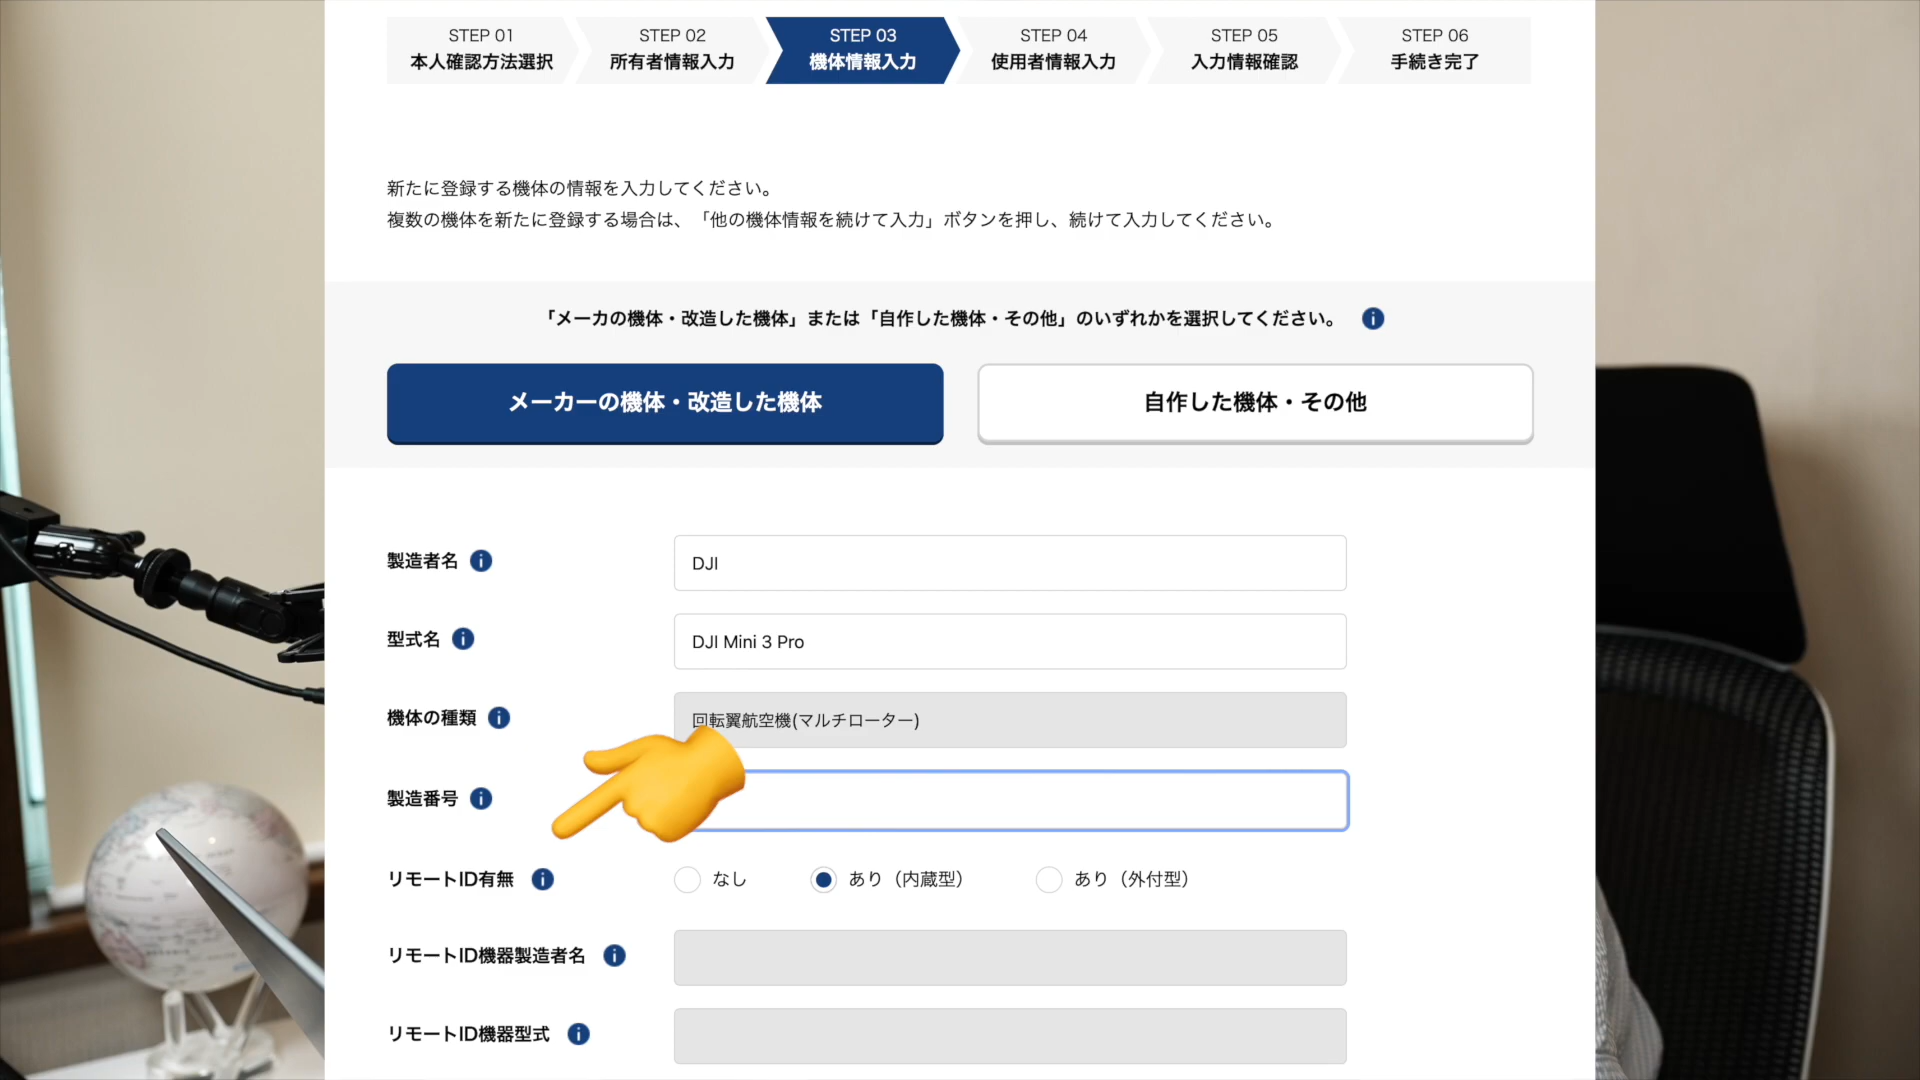 STEP 01
本人確認方法選択
STEP 02
所有者情報入力
STEP 03
機体情報入力
STEP 04
使用者情報入力
STEP 05
入力情報確認
STEP 06
手続き完了
新たに登録する機体の情報を入力してください。
複数の機体を新たに登録する場合は、「他の機体情報を続けて入力」ボタンを押し、続けて入力してください。
「メーカの機体・改造した機体」または「自作した機体・その他」のいずれかを選択してください。 i
メーカーの機体・改造した機体
自作した機体・その他
製造者名 i DJI
型式名 i DJI Mini 3 Pro
機体の種類 i 回転翼航空機(マルチローター)
製造番号 i
リモートID有無 i なし あり（内蔵型） あり（外付型）
リモートID機器製造者名 i
リモートID機器型式 i